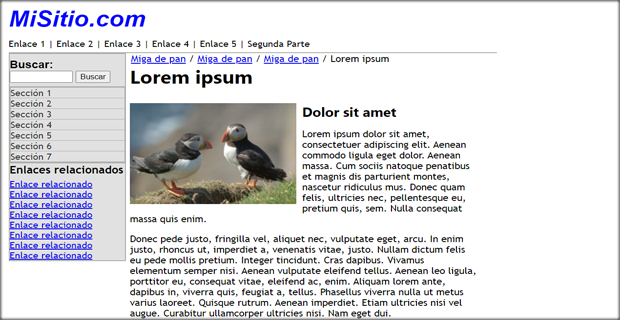 MiSitio.com
Enlace 1 | Enlace 2 | Enlace 3 | Enlace 4 | Enlace 5 | Segunda Parte
Buscar:
Buscar
Sección 1
Sección 2
Sección 3
Sección 4
Sección 5
Sección 6
Sección 7
Enlaces relacionados
Enlace relacionado
Enlace relacionado
Enlace relacionado
Enlace relacionado
Enlace relacionado
Enlace relacionado
Enlace relacionado
Enlace relacionado
Miga de pan / Miga de pan / Miga de pan / Lorem ipsum
Lorem ipsum
Dolor sit amet
Lorem ipsum dolor sit amet,
consectetuer adipiscing elit. Aenean
commodo ligula eget dolor. Aenean
massa. Cum sociis natoque penatibus
et magnis dis parturient montes,
nascetur ridiculus mus. Donec quam
felis, ultricies nec, pellentesque eu,
pretium quis, sem. Nulla consequat
massa quis enim.
Donec pede justo, fringilla vel, aliquet nec, vulputate eget, arcu. In enim
justo, rhoncus ut, imperdiet a, venenatis vitae, justo. Nullam dictum felis
eu pede mollis pretium. Integer tincidunt. Cras dapibus. Vivamus
elementum semper nisi. Aenean vulputate eleifend tellus. Aenean leo ligula,
porttitor eu, consequat vitae, eleifend ac, enim. Aliquam lorem ante,
dapibus in, viverra quis, feugiat a, tellus. Phasellus viverra nulla ut metus
varius laoreet. Quisque rutrum. Aenean imperdiet. Etiam ultricies nisi vel
augue. Curabitur ullamcorper ultricies nisi. Nam eget dui.